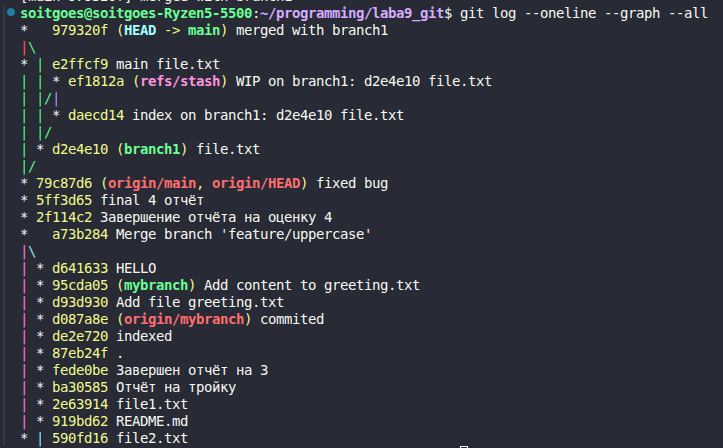 soitgoes@soitgoes-Ryzen5-5500:~/programming/laba9_git$ git log --oneline --graph --all
*   979320f (HEAD -> main) merged with branch1
|\
* | e2ffcf9 main file.txt
| | * ef1812a (refs/stash) WIP on branch1: d2e4e10 file.txt
| |/|
| | * daecd14 index on branch1: d2e4e10 file.txt
| |/
| * d2e4e10 (branch1) file.txt
|/
* 79c87d6 (origin/main, origin/HEAD) fixed bug
* 5ff3d65 final 4 отчёт
* 2f114c2 Завершение отчёта на оценку 4
*   a73b284 Merge branch 'feature/uppercase'
|\
| * d641633 HELLO
| * 95cda05 (mybranch) Add content to greeting.txt
| * d93d930 Add file greeting.txt
| * d087a8e (origin/mybranch) commited
| * de2e720 indexed
| * 87eb24f .
| * fede0be Завершен отчёт на 3
| * ba30585 Отчёт на тройку
| * 2e63914 file1.txt
| * 919bd62 README.md
* | 590fd16 file2.txt